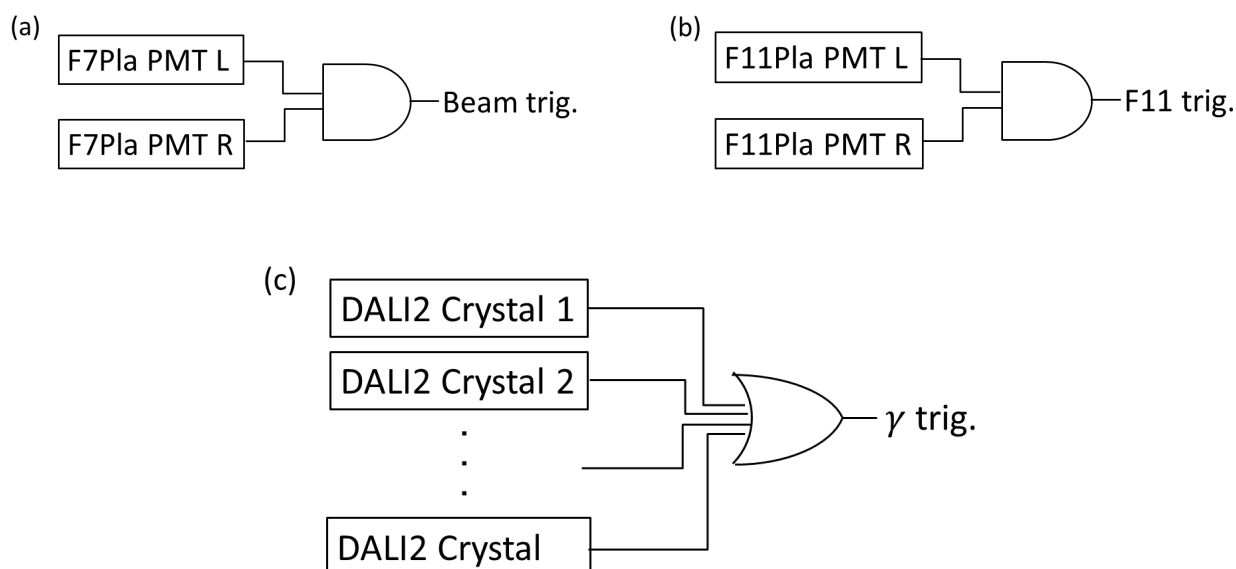 (a)
F7Pla PMT L
F7Pla PMT R
Beam trig.
(b)
F11Pla PMT L
F11Pla PMT R
F11 trig.
(c)
DALI2 Crystal 1
DALI2 Crystal 2
.
.
.
DALI2 Crystal
γ trig.